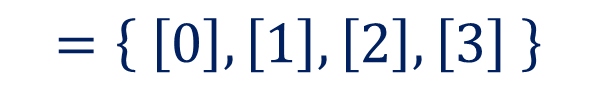 = { [0], [1], [2], [3] }